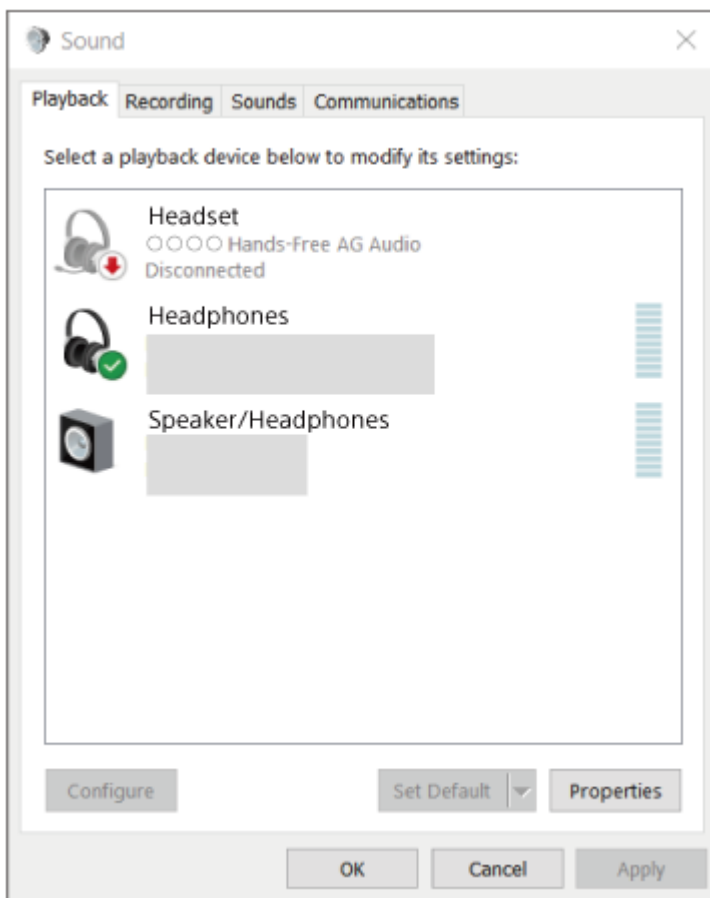 Sound
Playback Recording Sounds Communications
Select a playback device below to modify its settings:
Headset
○○○○ Hands-Free AG Audio
Disconnected
Headphones
Speaker/Headphones
Configure Set Default Properties
OK Cancel Apply